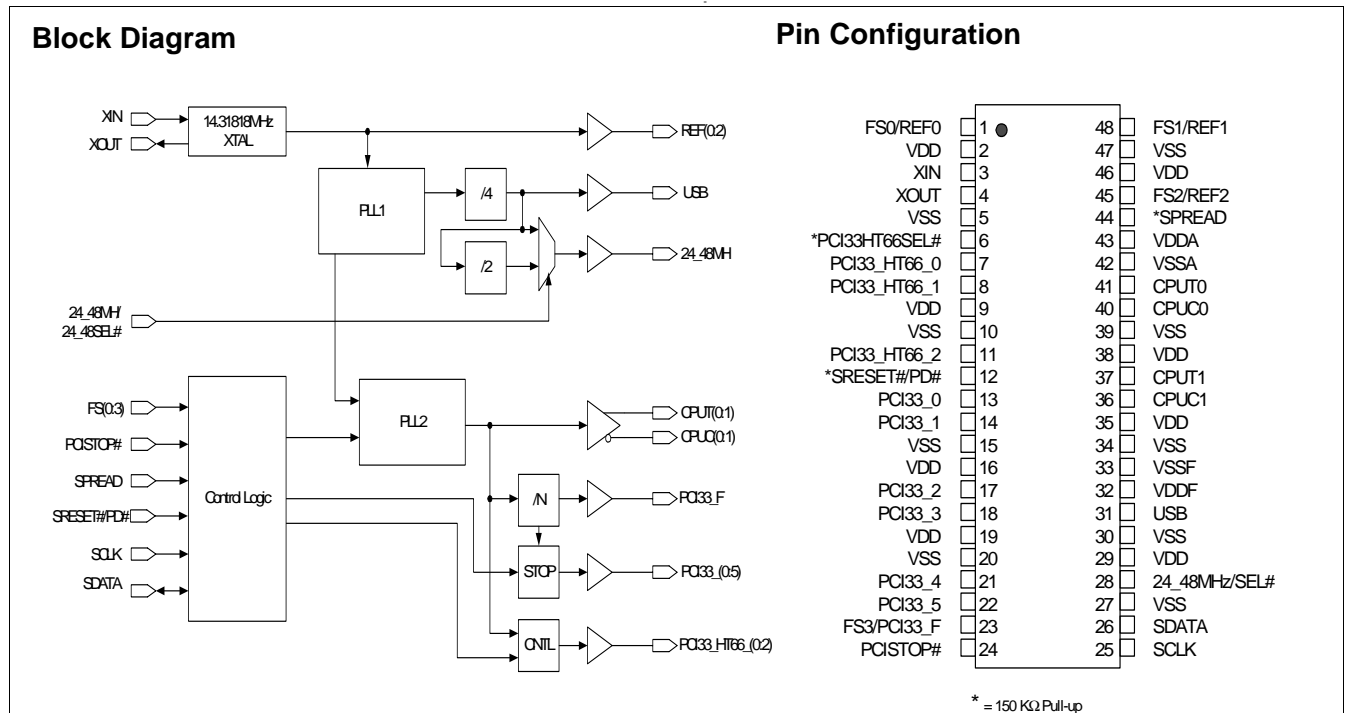 Block Diagram
XIN
XOUT
14.31818MHz
XTAL
REF(0:2)
PLL1
/4
USB
/2
24_48MH
24_48MH/
24_48SEL#
FS(0:3)
PCISTOP#
SPREAD
SRESET#/PD#
SCLK
SDATA
Control Logic
PLL2
CPUT(0:1)
CPUC(0:1)
/N
PCI33_F
STOP
PCI33_(0:5)
CNTL
PCI33_HT66_(0:2)
Pin Configuration
FS0/REF0 1 48 FS1/REF1
VDD 2 47 VSS
XIN 3 46 VDD
XOUT 4 45 FS2/REF2
VSS 5 44 *SPREAD
*PCI33HT66SEL# 6 43 VDDA
PCI33_HT66_0 7 42 VSSA
PCI33_HT66_1 8 41 CPUT0
VDD 9 40 CPUC0
VSS 10 39 VSS
PCI33_HT66_2 11 38 VDD
*SRESET#/PD# 12 37 CPUT1
PCI33_0 13 36 CPUC1
PCI33_1 14 35 VDD
VSS 15 34 VSS
VDD 16 33 VSSF
PCI33_2 17 32 VDDF
PCI33_3 18 31 USB
VDD 19 30 VSS
VSS 20 29 VDD
PCI33_4 21 28 24_48MHz/SEL#
PCI33_5 22 27 VSS
FS3/PCI33_F 23 26 SDATA
PCISTOP# 24 25 SCLK
* = 150 KΩ Pull-up